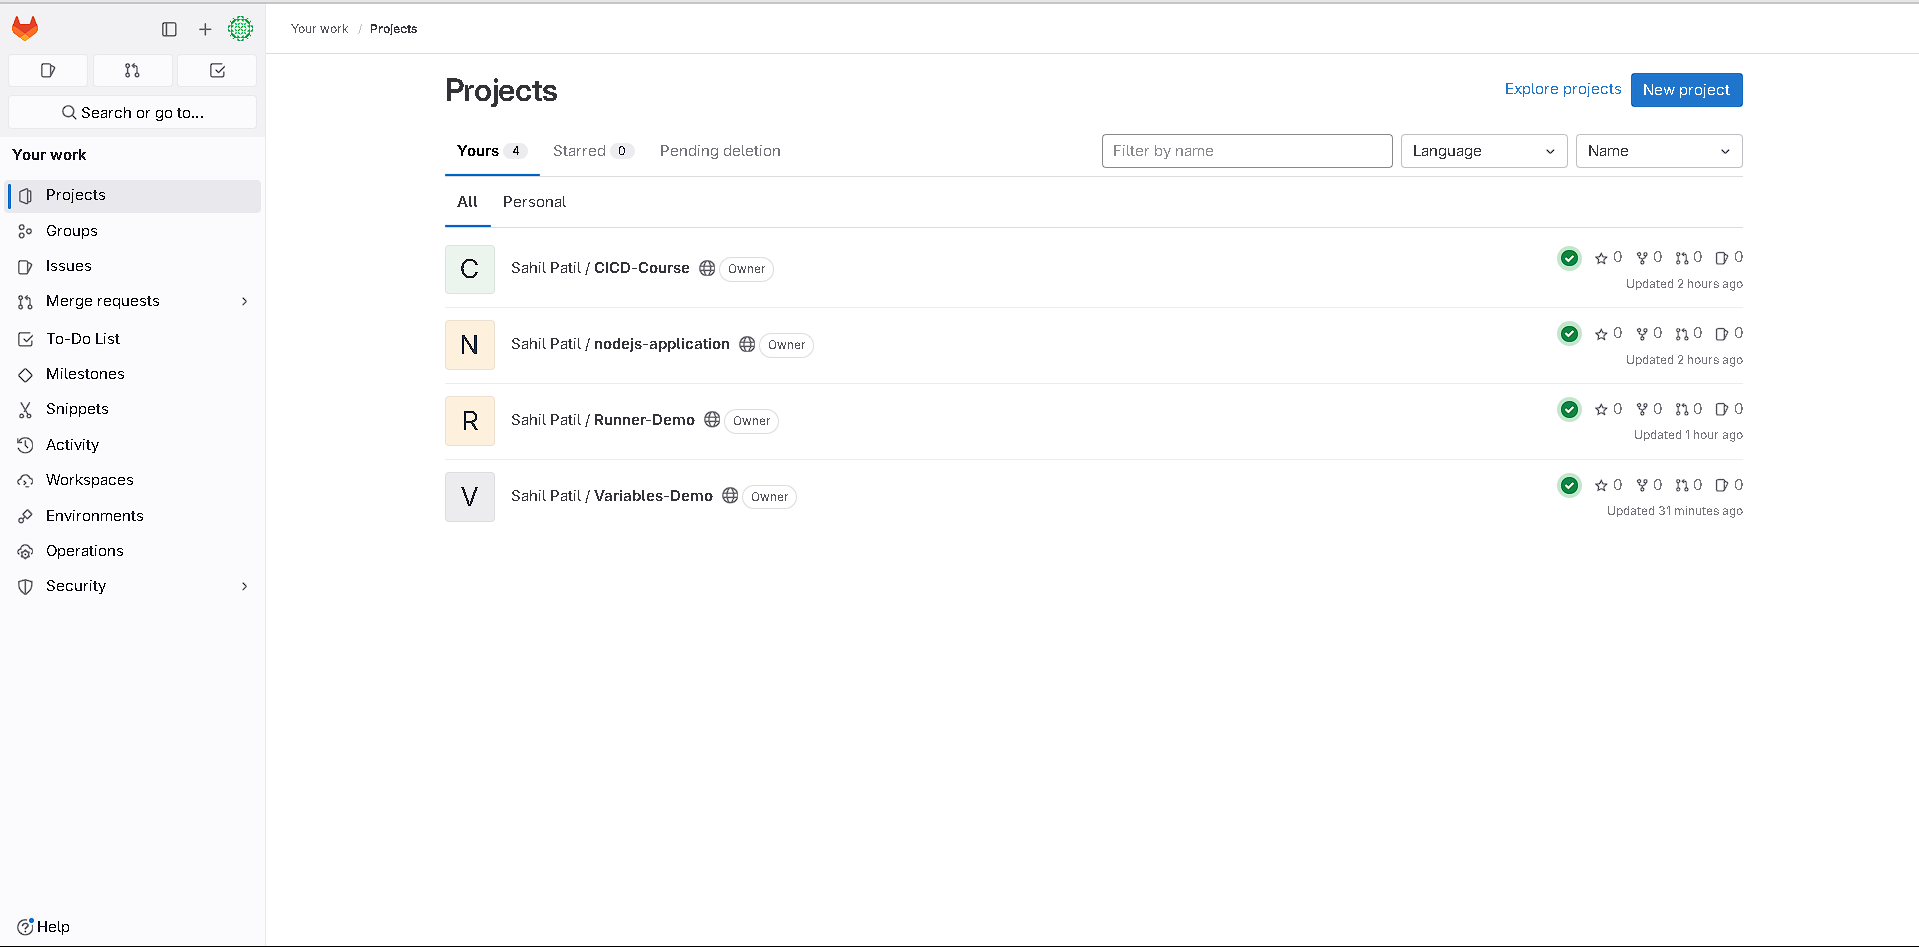 Your work / Projects
Search or go to...
Your work
Projects
Groups
Issues
Merge requests
To-Do List
Milestones
Snippets
Activity
Workspaces
Environments
Operations
Security
Help
Projects
Explore projects
New project
Yours 4
Starred 0
Pending deletion
Filter by name
Language
Name
All
Personal
C Sahil Patil / CICD-Course Owner 0 0 0 0
Updated 2 hours ago
N Sahil Patil / nodejs-application Owner 0 0 0 0
Updated 2 hours ago
R Sahil Patil / Runner-Demo Owner 0 0 0 0
Updated 1 hour ago
V Sahil Patil / Variables-Demo Owner 0 0 0 0
Updated 31 minutes ago